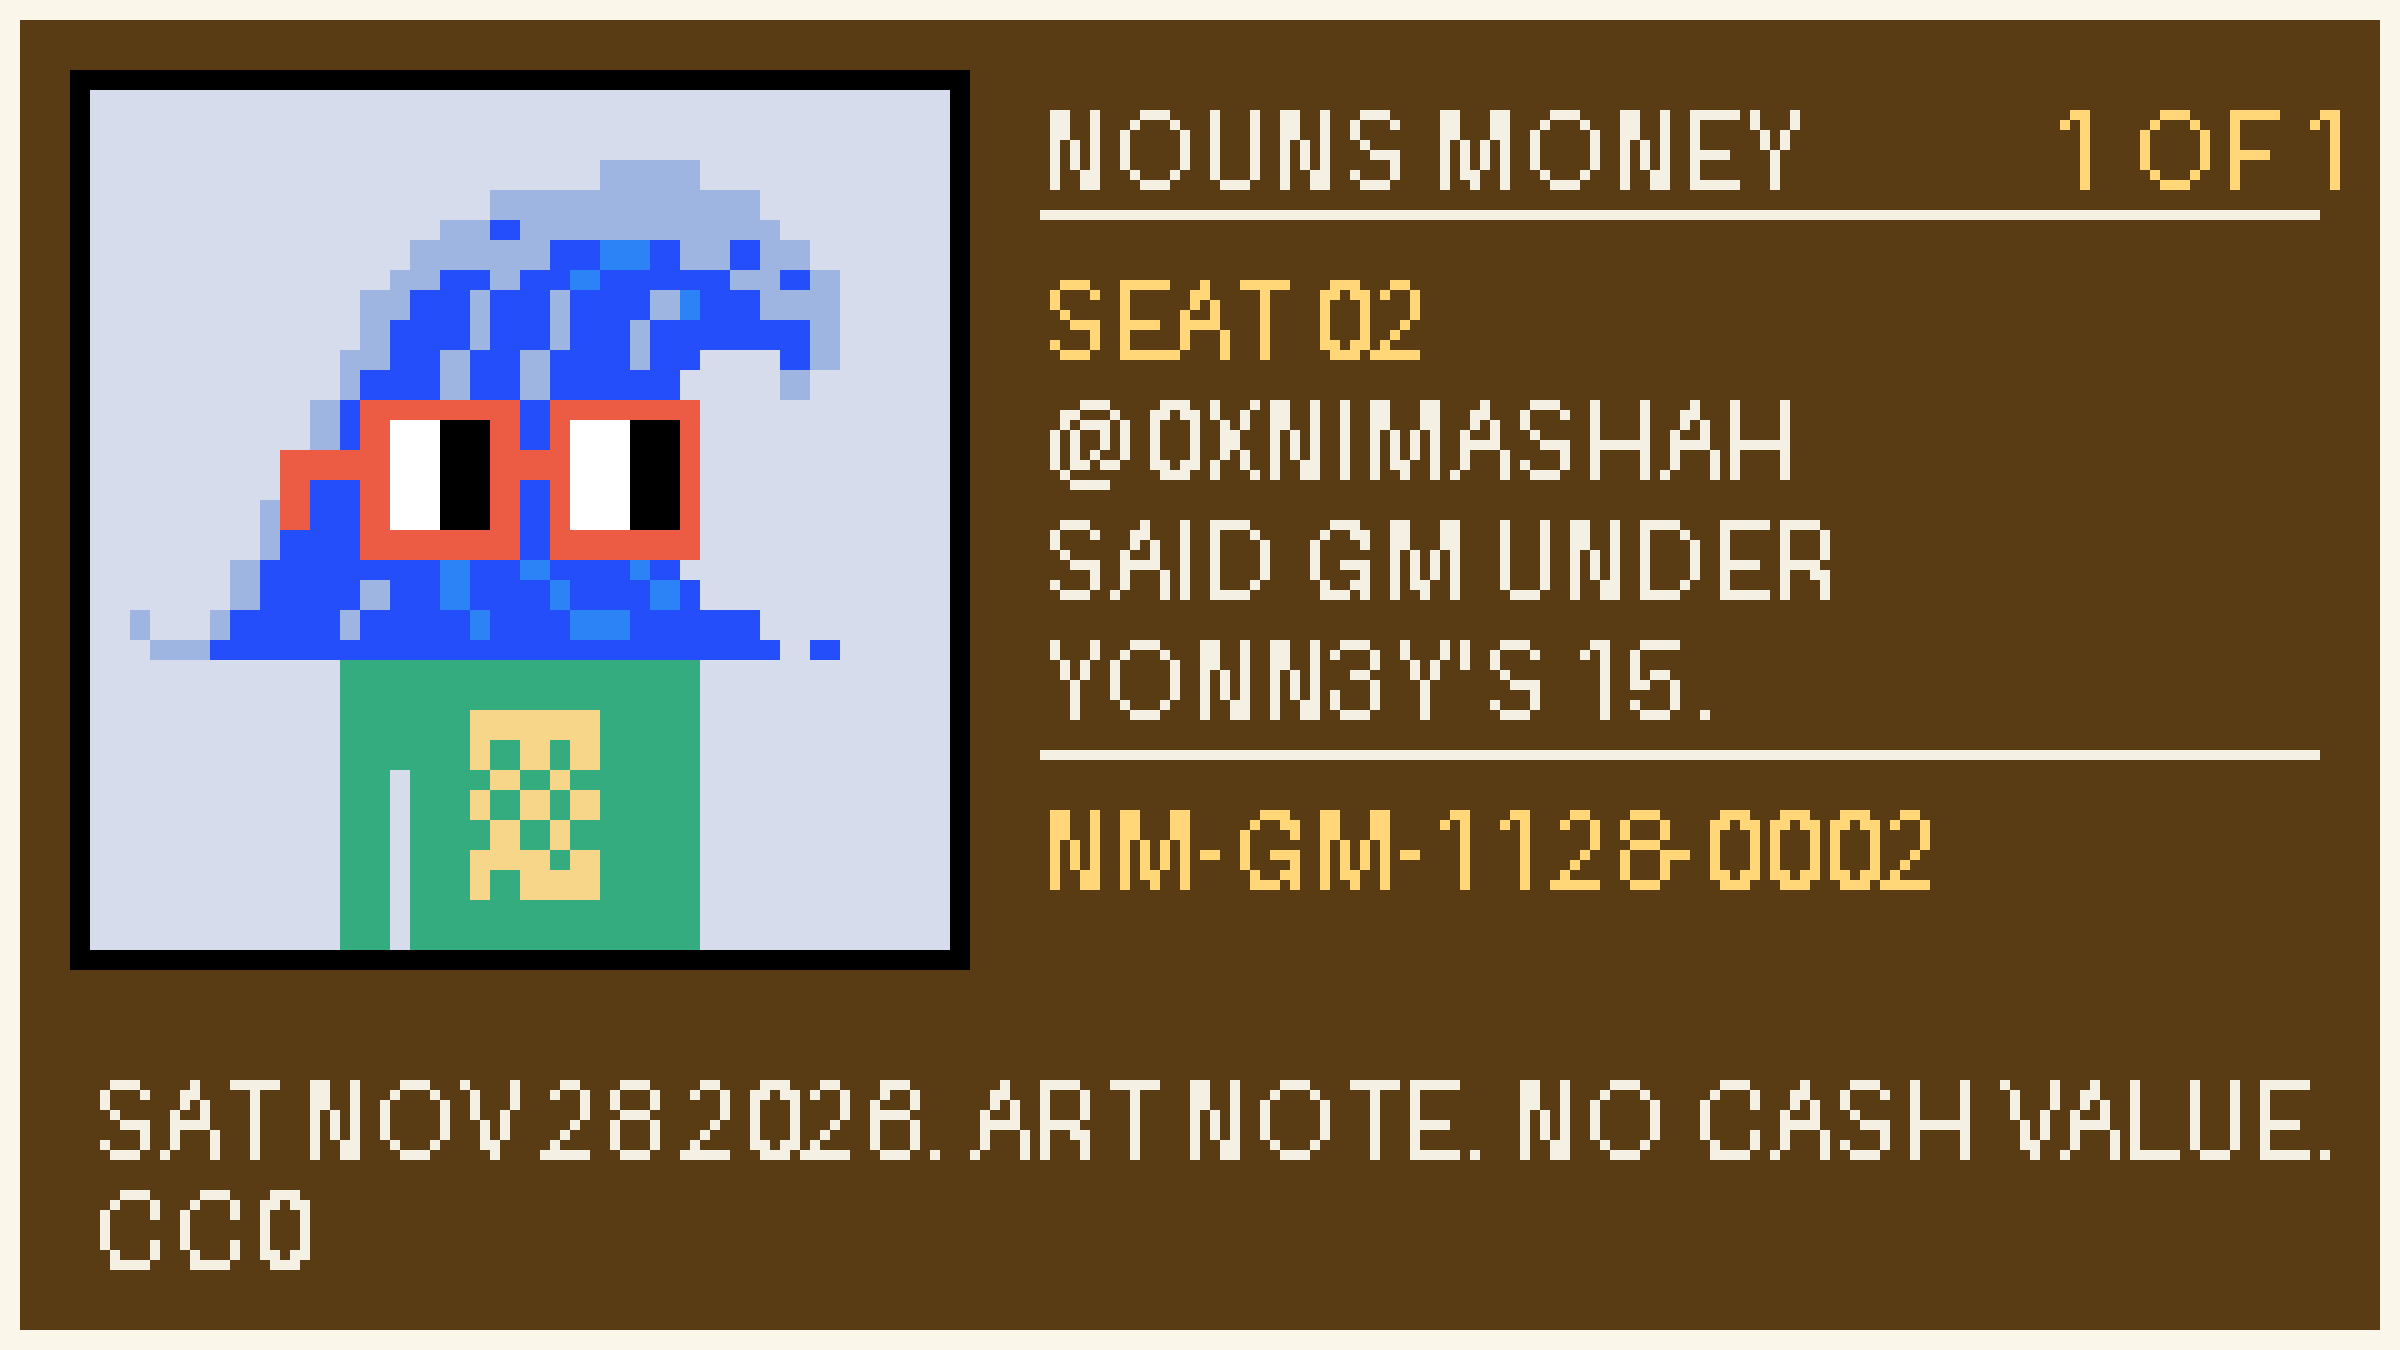 NOUNS MONEY 1 OF 1
SEAT 02
@0XNIMASHAH
SAID GM UNDER
YONN3Y'S 15.
NM-GM-1128-0002
SAT NOV 28 2026. ART NOTE. NO CASH VALUE.
CC0